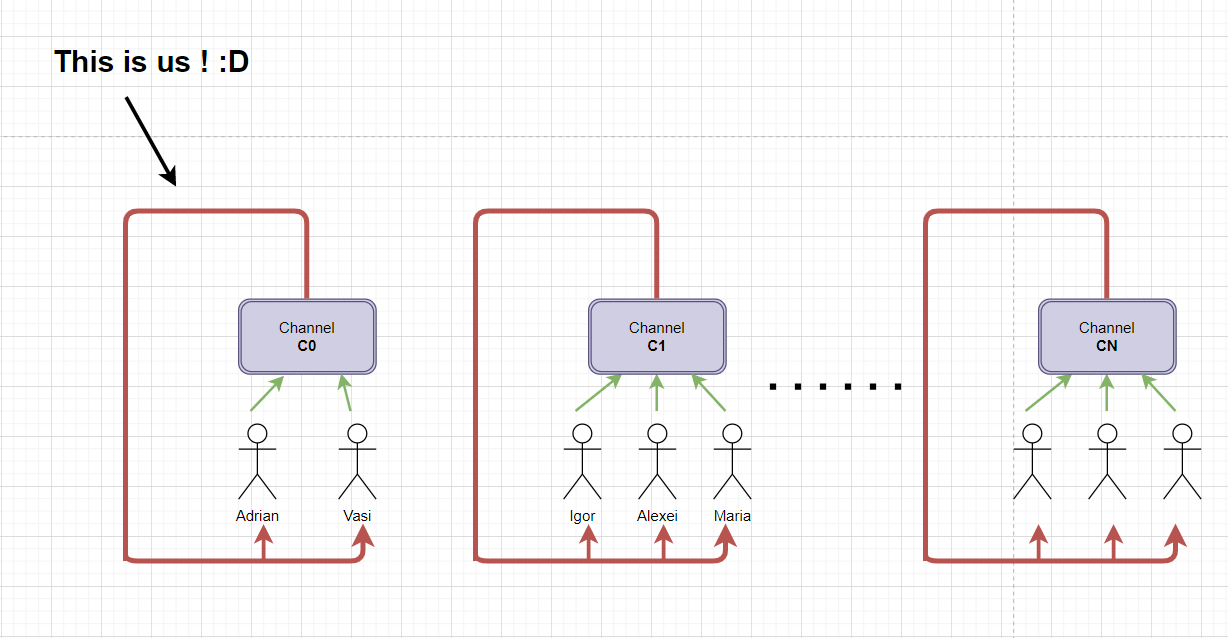 This is us ! :D
Channel
C0
Channel
C1
Channel
CN
Adrian
Vasi
Igor
Alexei
Maria